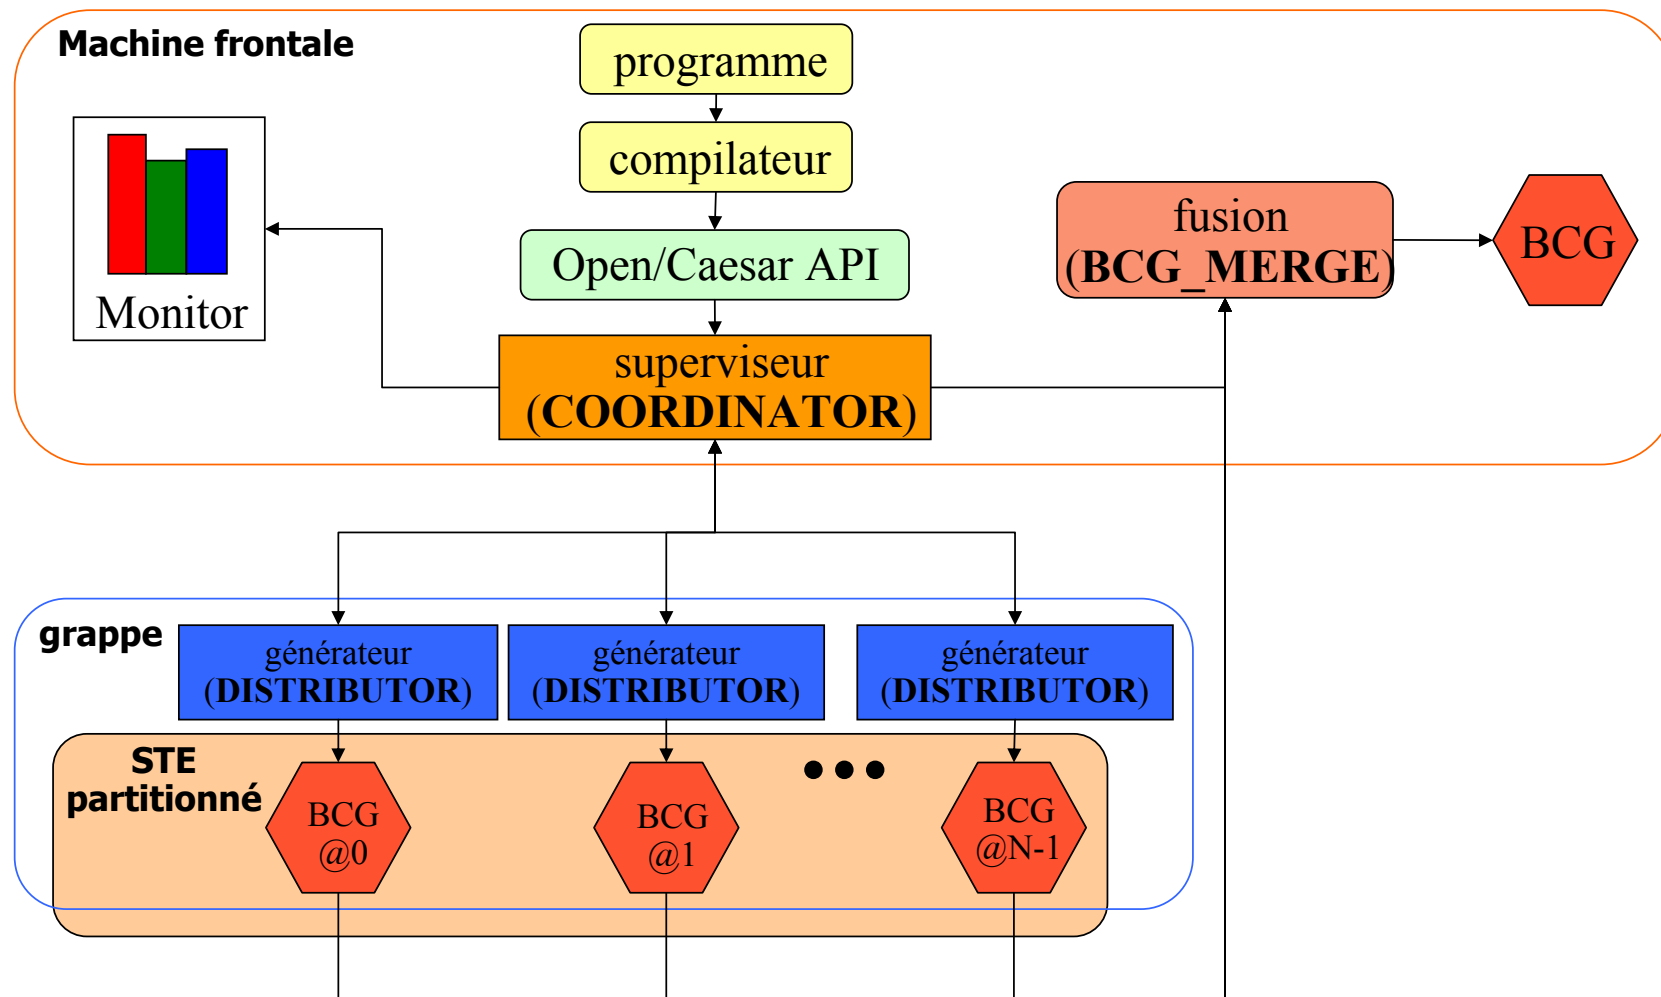 Machine frontale
programme
compilateur
Open/Caesar API
superviseur
(COORDINATOR)
Monitor
fusion
(BCG_MERGE)
BCG
grappe
générateur
(DISTRIBUTOR)
générateur
(DISTRIBUTOR)
générateur
(DISTRIBUTOR)
STE
partitionné
BCG
@0
BCG
@1
BCG
@N-1